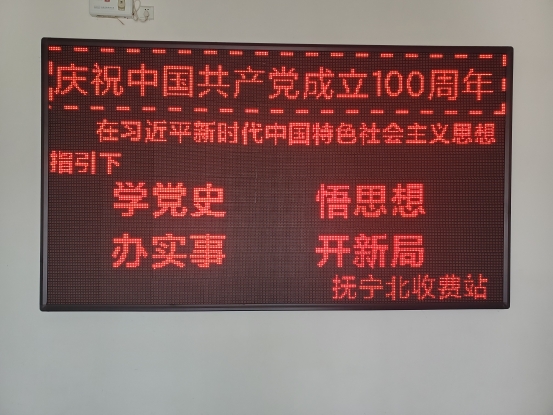 庆祝中国共产党成立100周年
在习近平新时代中国特色社会主义思想
指引下
学党史 悟思想
办实事 开新局
抚宁北收费站